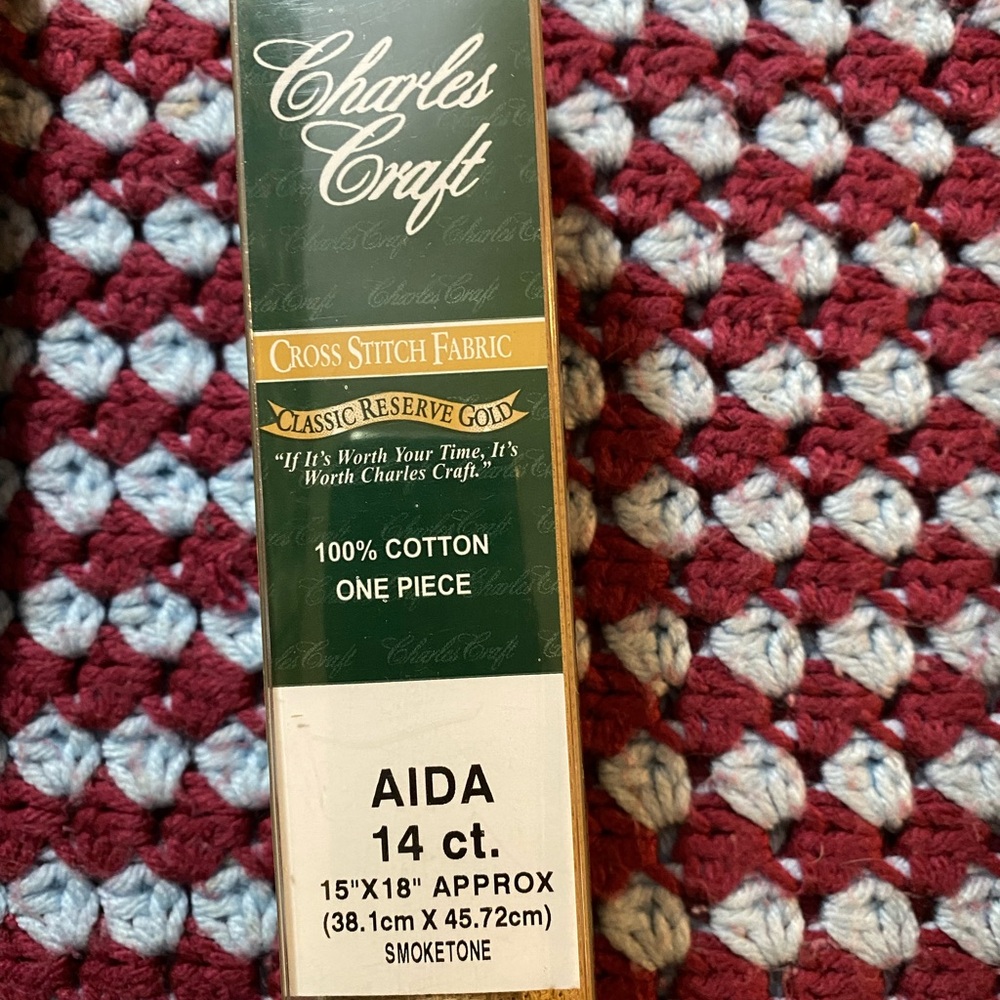 Charles
Craft
CROSS STITCH FABRIC
CLASSIC RESERVE GOLD
"If It's Worth Your Time, It's
Worth Charles Craft."
100% COTTON
ONE PIECE
AIDA
14 ct.
15"X18" APPROX
(38.1cm X 45.72cm)
SMOKETONE